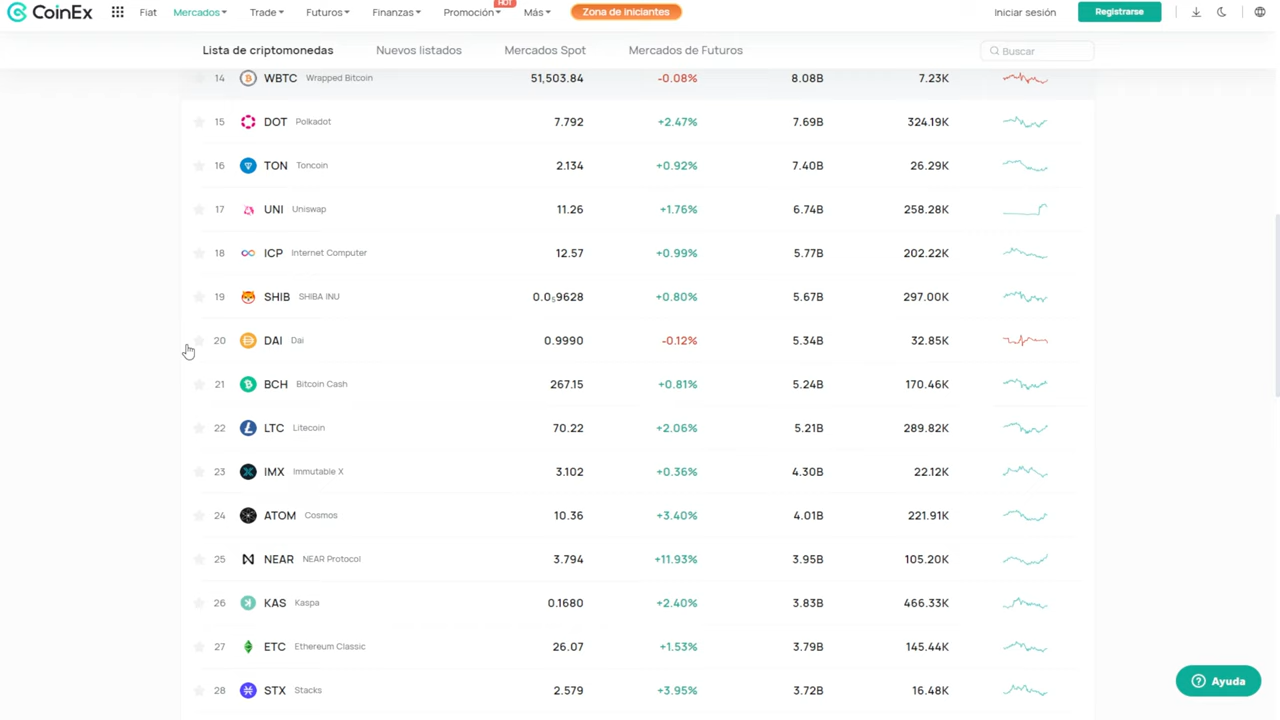 CoinEx Fiat Mercados Trade Futuros Finanzas Promoción HOT Más Zona de iniciantes Iniciar sesión Registrarse
Lista de criptomonedas Nuevos listados Mercados Spot Mercados de Futuros Buscar
14 WBTC Wrapped Bitcoin 51,503.84 -0.08% 8.08B 7.23K
15 DOT Polkadot 7.792 +2.47% 7.69B 324.19K
16 TON Toncoin 2.134 +0.92% 7.40B 26.29K
17 UNI Uniswap 11.26 +1.76% 6.74B 258.28K
18 ICP Internet Computer 12.57 +0.99% 5.77B 202.22K
19 SHIB SHIBA INU 0.0₅9628 +0.80% 5.67B 297.00K
20 DAI Dai 0.9990 -0.12% 5.34B 32.85K
21 BCH Bitcoin Cash 267.15 +0.81% 5.24B 170.46K
22 LTC Litecoin 70.22 +2.06% 5.21B 289.82K
23 IMX Immutable X 3.102 +0.36% 4.30B 22.12K
24 ATOM Cosmos 10.36 +3.40% 4.01B 221.91K
25 NEAR NEAR Protocol 3.794 +11.93% 3.95B 105.20K
26 KAS Kaspa 0.1680 +2.40% 3.83B 466.33K
27 ETC Ethereum Classic 26.07 +1.53% 3.79B 145.44K
28 STX Stacks 2.579 +3.95% 3.72B 16.48K
Ayuda